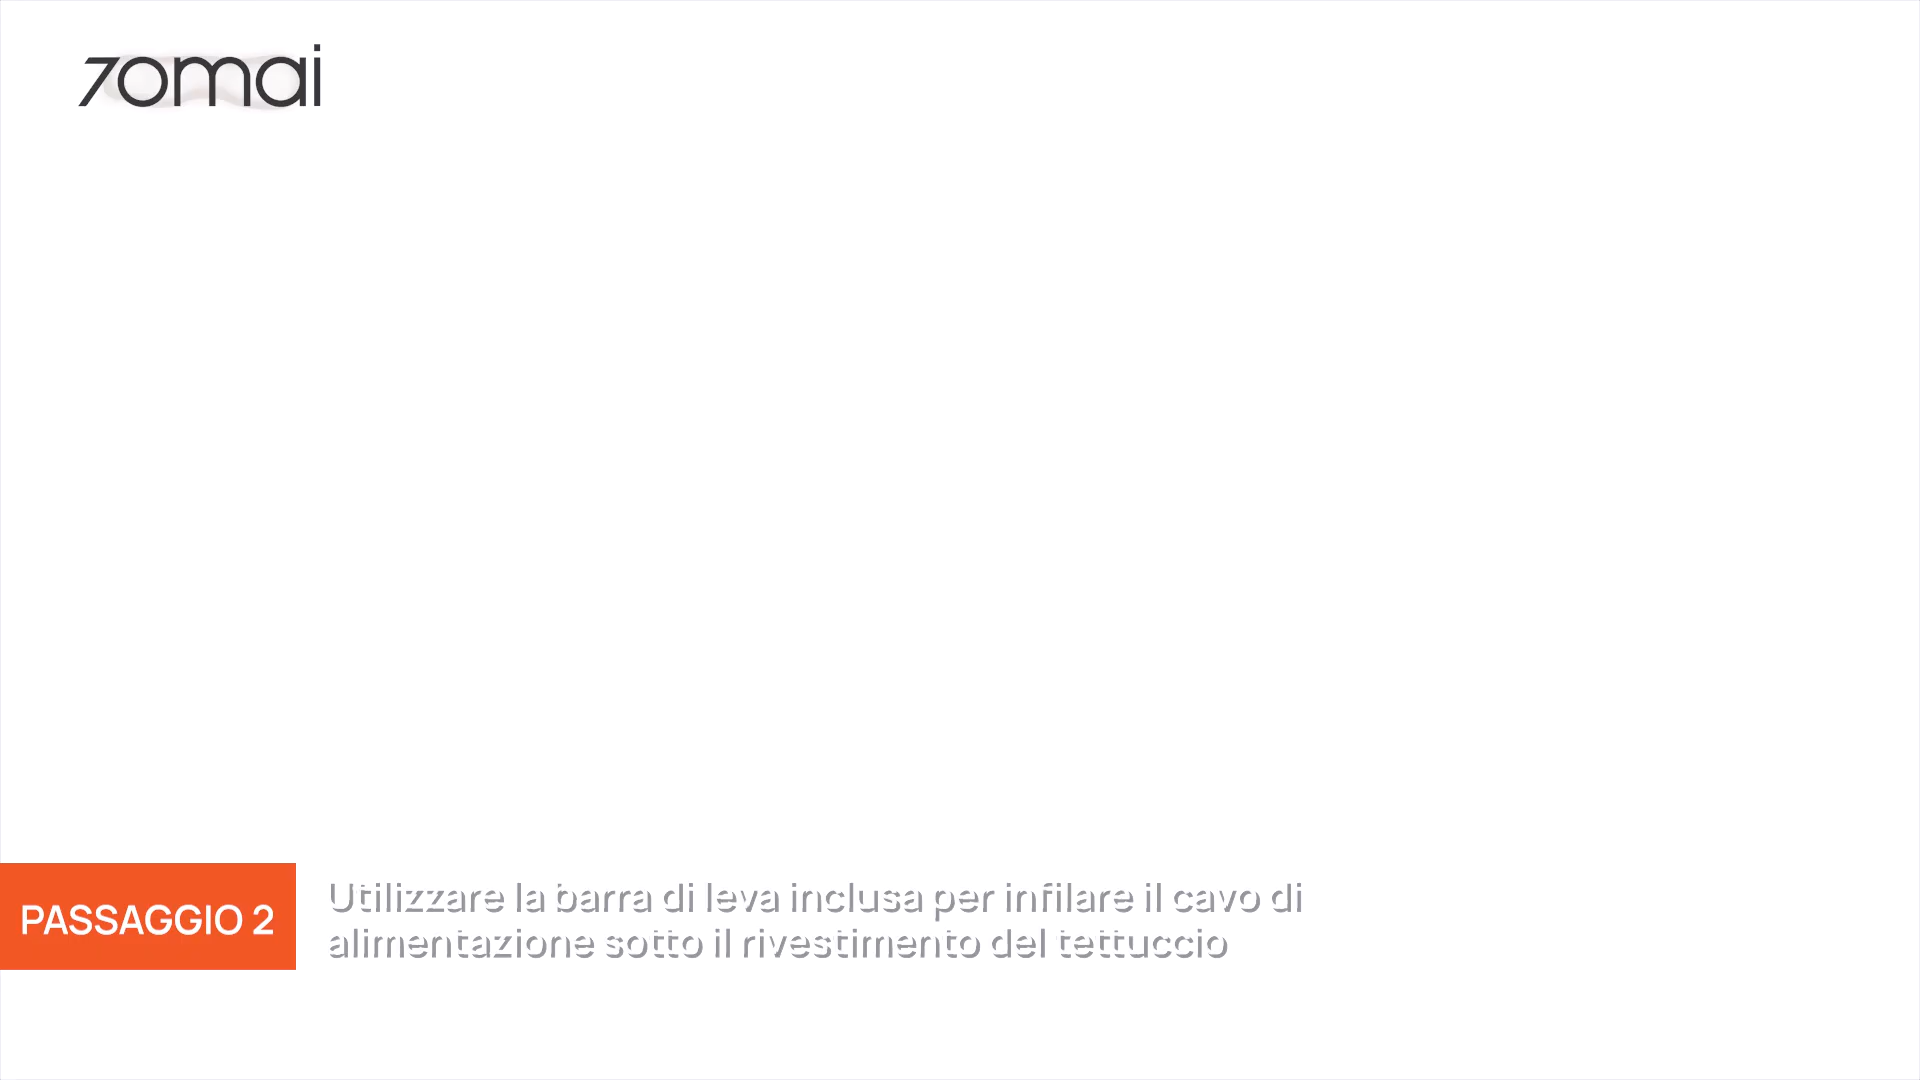 70mai
PASSAGGIO 2
Utilizzare la barra di leva inclusa per infilare il cavo di
alimentazione sotto il rivestimento del tettuccio